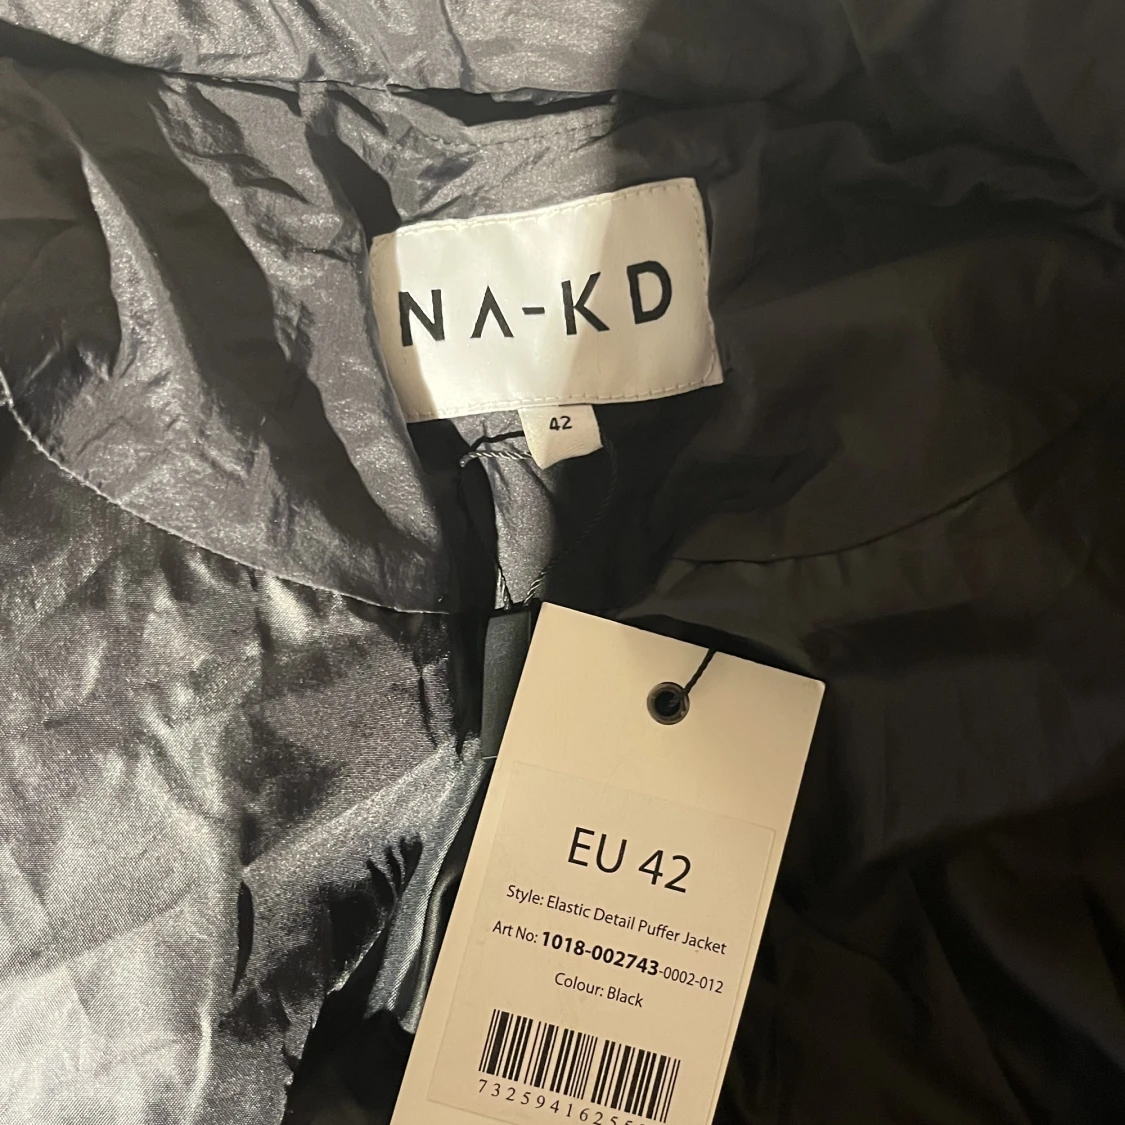 NA-KD
42
EU 42
Style: Elastic Detail Puffer Jacket
Art No: 1018-002743-0002-012
Colour: Black